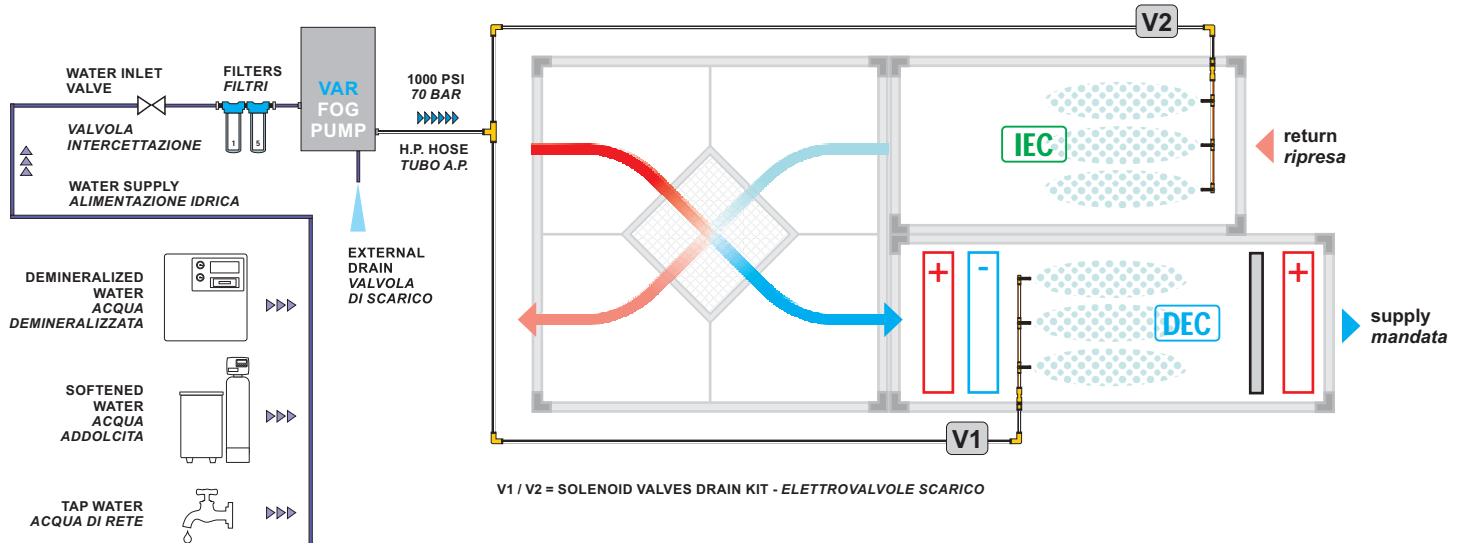 V2
WATER INLET
VALVE
FILTERS
FILTRI
VAR
FOG
PUMP
1000 PSI
70 BAR
VALVOLA
INTERCETTAZIONE
1 5
H.P. HOSE
TUBO A.P.
IEC
return
ripresa
WATER SUPPLY
ALIMENTAZIONE IDRICA
EXTERNAL
DRAIN
VALVOLA
DI SCARICO
DEMINERALIZED
WATER
ACQUA
DEMINERALIZZATA
+ - +
DEC
supply
mandata
SOFTENED
WATER
ACQUA
ADDOLCITA
V1
V1 / V2 = SOLENOID VALVES DRAIN KIT - ELETTROVALVOLE SCARICO
TAP WATER
ACQUA DI RETE